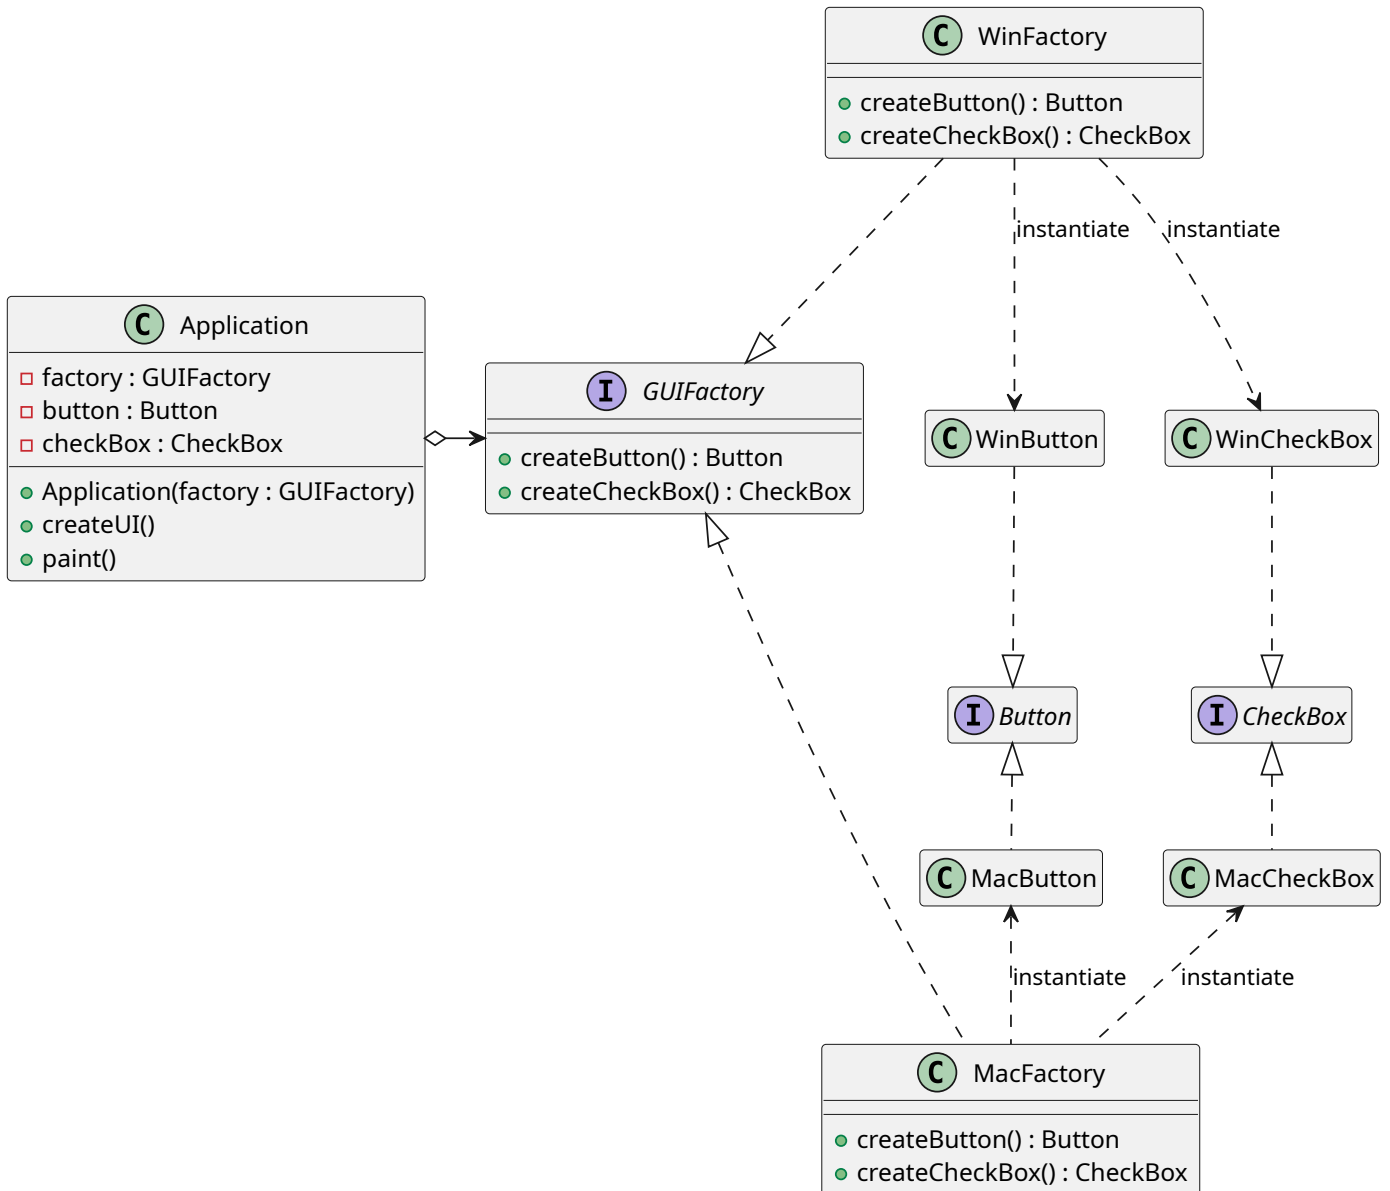 C WinFactory
createButton() : Button
createCheckBox() : CheckBox
instantiate
instantiate
C Application
factory : GUIFactory
button : Button
checkBox : CheckBox
Application(factory : GUIFactory)
createUI()
paint()
I GUIFactory
createButton() : Button
createCheckBox() : CheckBox
C WinButton
C WinCheckBox
I Button
I CheckBox
C MacButton
C MacCheckBox
instantiate
instantiate
C MacFactory
createButton() : Button
createCheckBox() : CheckBox